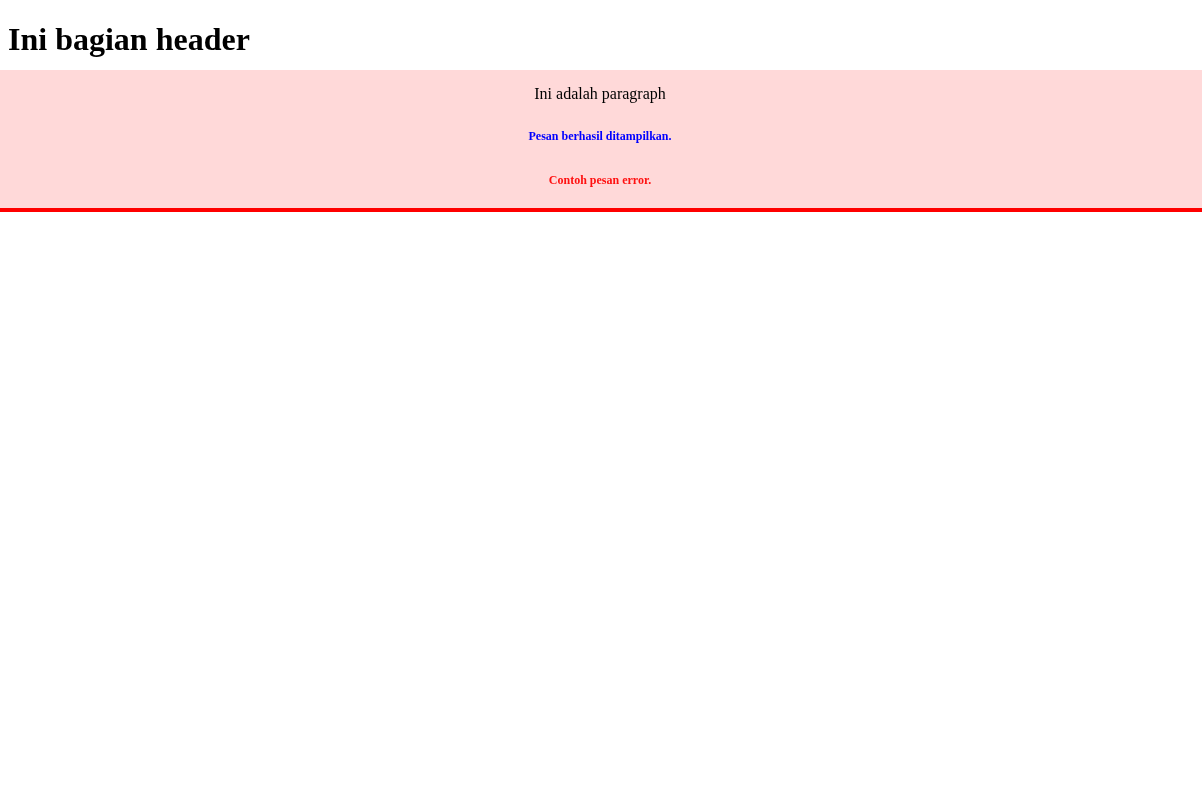 Ini bagian header
Ini adalah paragraph
Pesan berhasil ditampilkan.
Contoh pesan error.